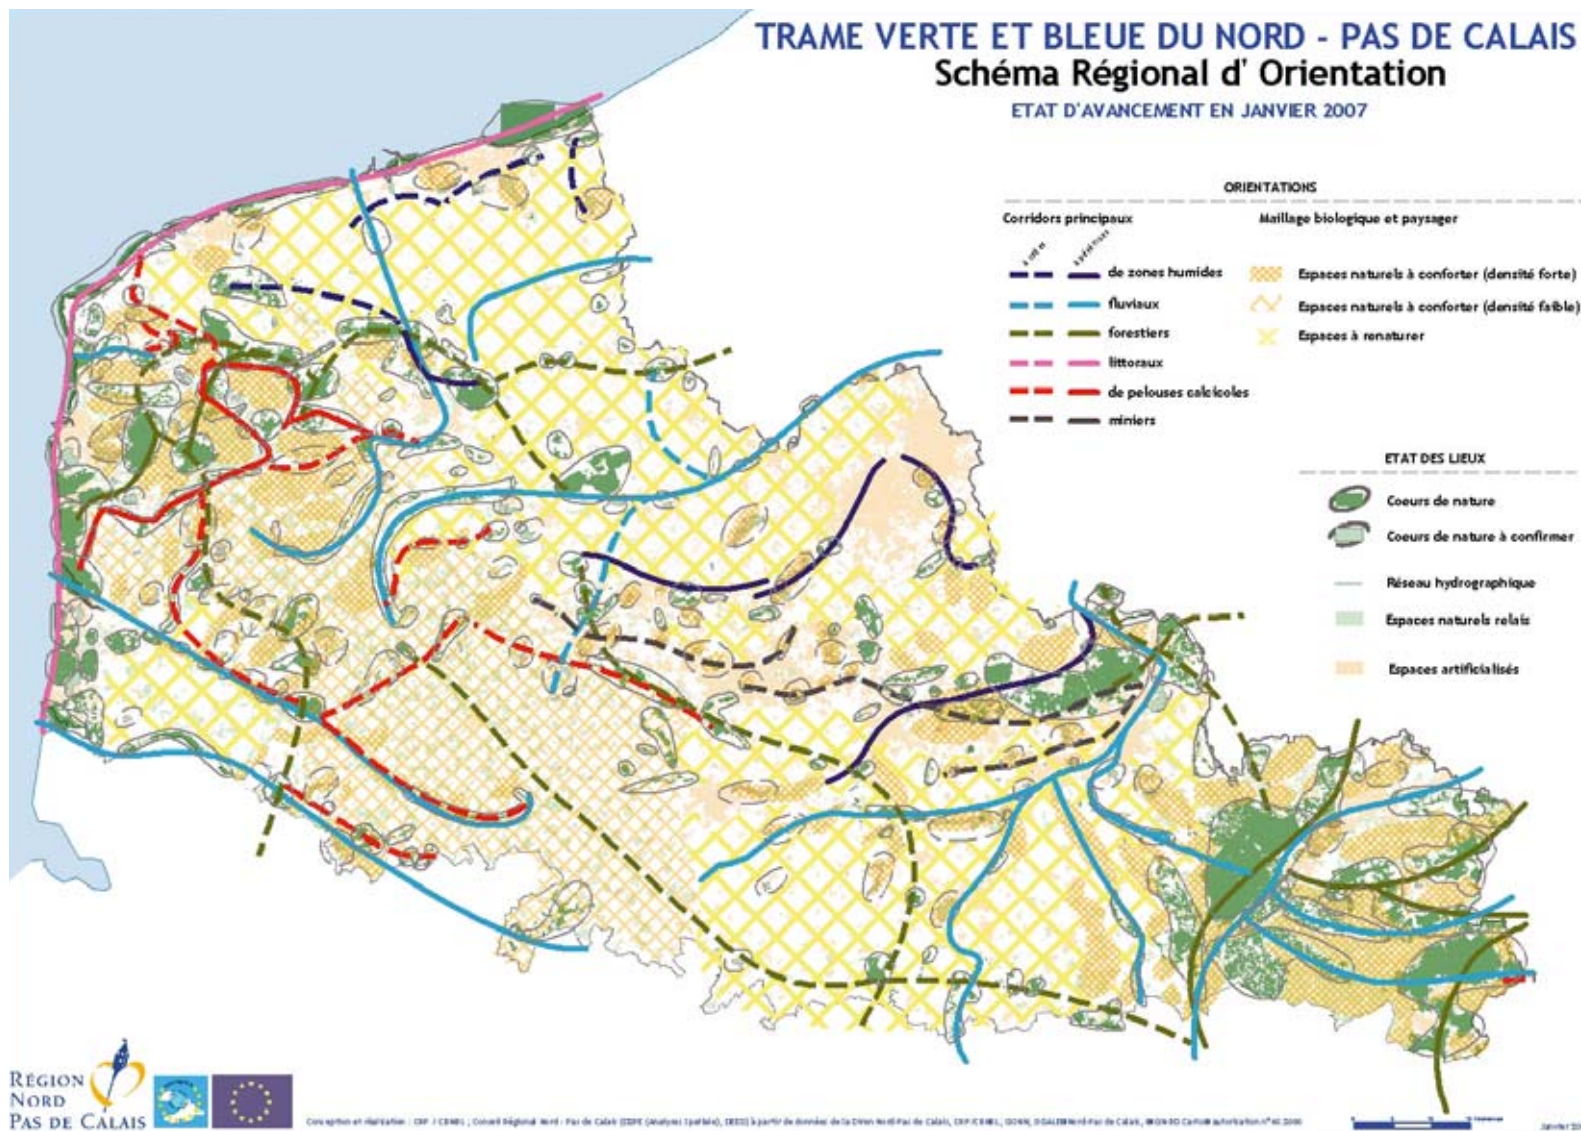 TRAME VERTE ET BLEUE DU NORD - PAS DE CALAIS
Schéma Régional d' Orientation
ETAT D'AVANCEMENT EN JANVIER 2007
ORIENTATIONS
Corridors principaux
Maillage biologique et paysager
de zones humides
fluviaux
forestiers
littoraux
de pelouses calcicoles
miniers
Espaces naturels à conforter (densité forte)
Espaces naturels à conforter (densité faible)
Espaces à renaturer
ETAT DES LIEUX
Coeurs de nature
Coeurs de nature à confirmer
Réseau hydrographique
Espaces naturels relais
Espaces artificialisés
RÉGION
NORD
PAS DE CALAIS
Conception et réalisation :